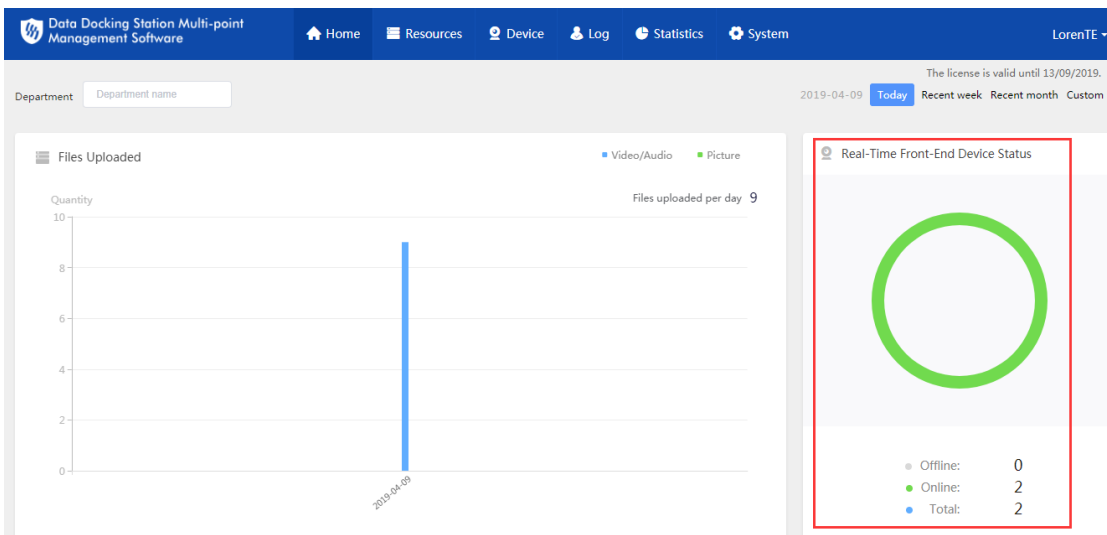 Data Docking Station Multi-point
Management Software
Home
Resources
Device
Log
Statistics
System
LorenTE
The license is valid until 13/09/2019.
Department
Department name
2019-04-09
Today
Recent week
Recent month
Custom
Files Uploaded
Video/Audio
Picture
Quantity
Files uploaded per day 9
10
8
6
4
2
0
2019-04-09
Real-Time Front-End Device Status
Offline: 0
Online: 2
Total: 2